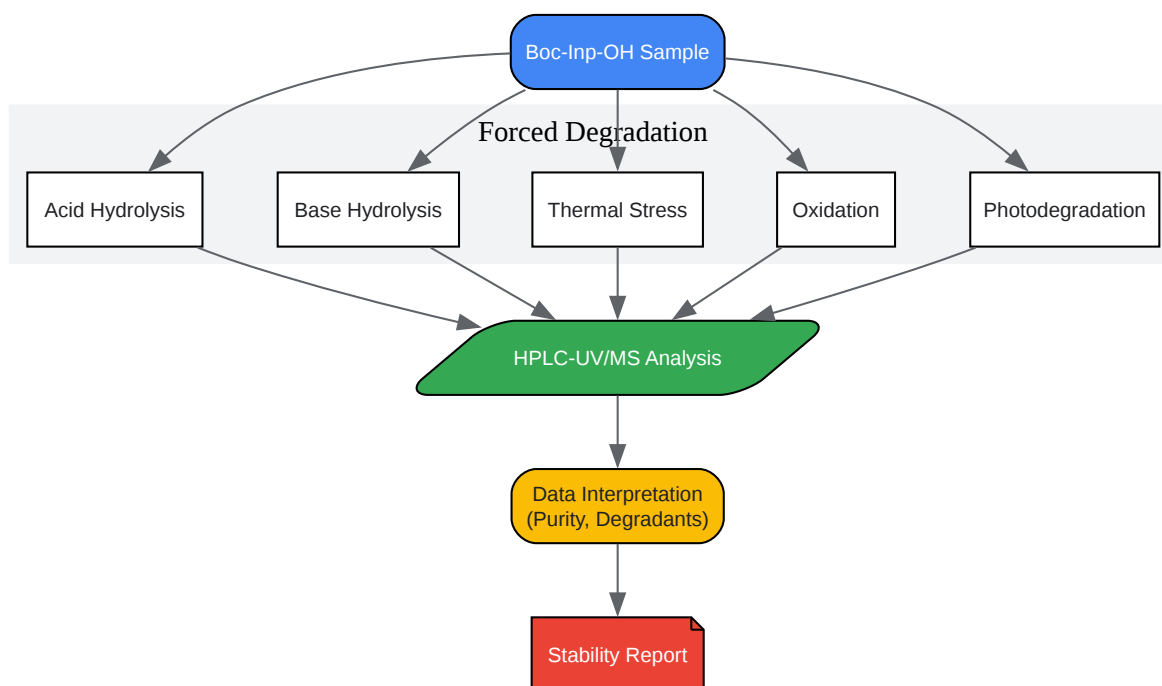 Boc-Inp-OH Sample
Forced Degradation
Acid Hydrolysis
Base Hydrolysis
Thermal Stress
Oxidation
Photodegradation
HPLC-UV/MS Analysis
Data Interpretation
(Purity, Degradants)
Stability Report